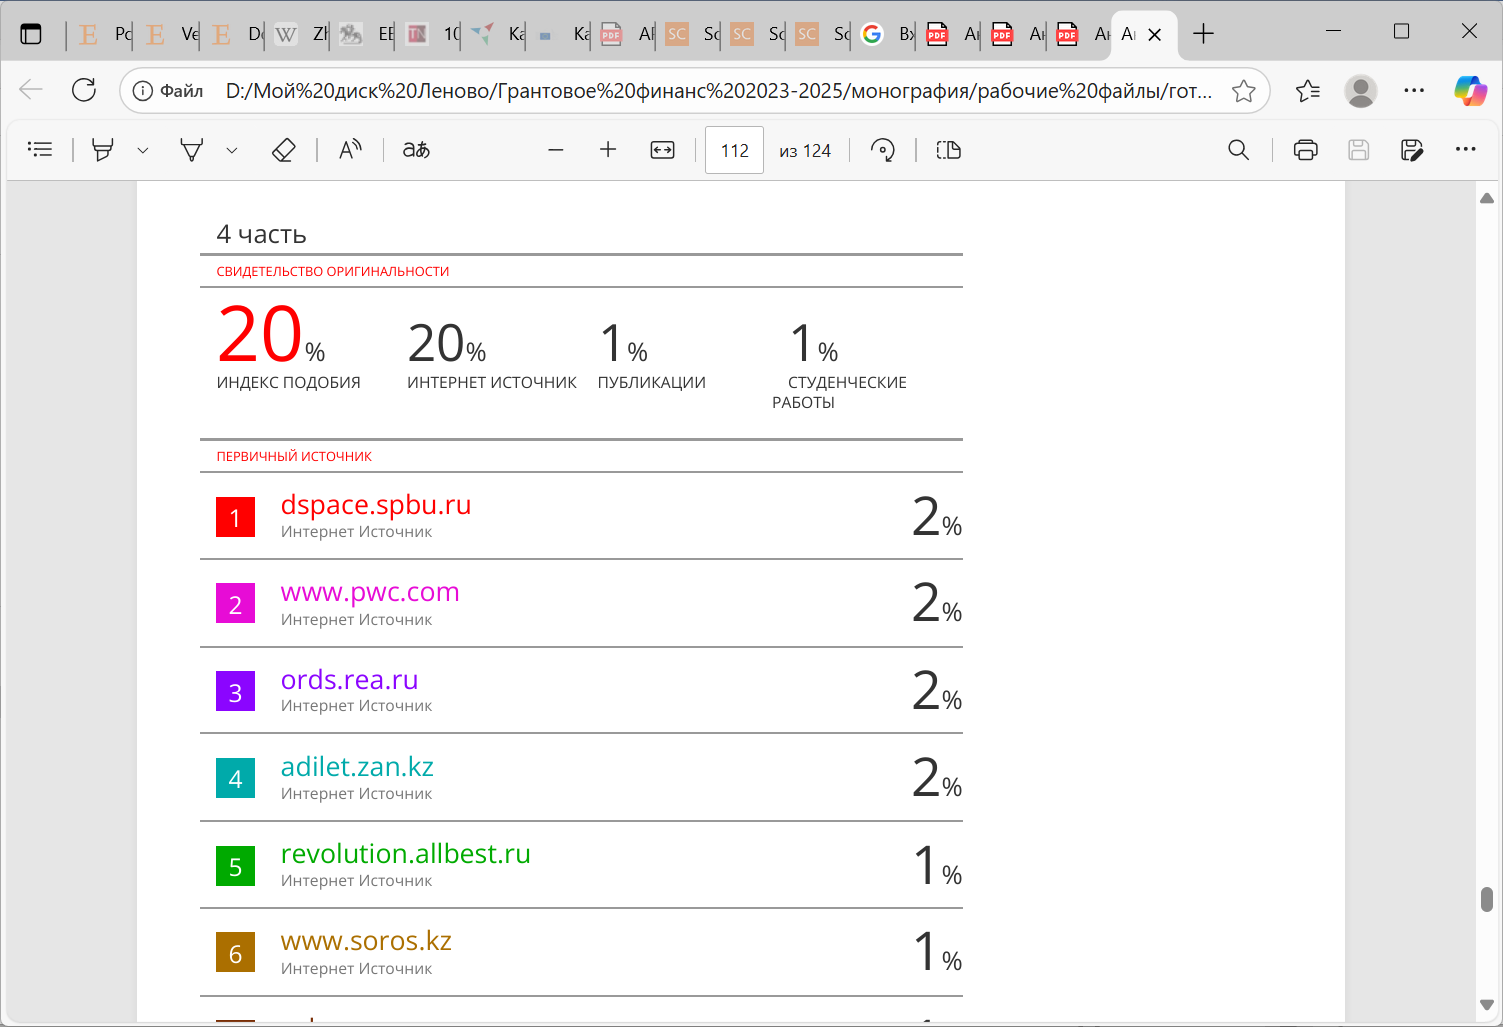 Файл
D:/Мой%20диск%20Леново/Грантовое%20финанс%202023-2025/монография/рабочие%20файлы/гот...
112 из 124
4 часть
СВИДЕТЕЛЬСТВО ОРИГИНАЛЬНОСТИ
20% 20% 1% 1%
ИНДЕКС ПОДОБИЯ ИНТЕРНЕТ ИСТОЧНИК ПУБЛИКАЦИИ СТУДЕНЧЕСКИЕ
РАБОТЫ
ПЕРВИЧНЫЙ ИСТОЧНИК
1 dspace.spbu.ru 2%
Интернет Источник
2 www.pwc.com 2%
Интернет Источник
3 ords.rea.ru 2%
Интернет Источник
4 adilet.zan.kz 2%
Интернет Источник
5 revolution.allbest.ru 1%
Интернет Источник
6 www.soros.kz 1%
Интернет Источник